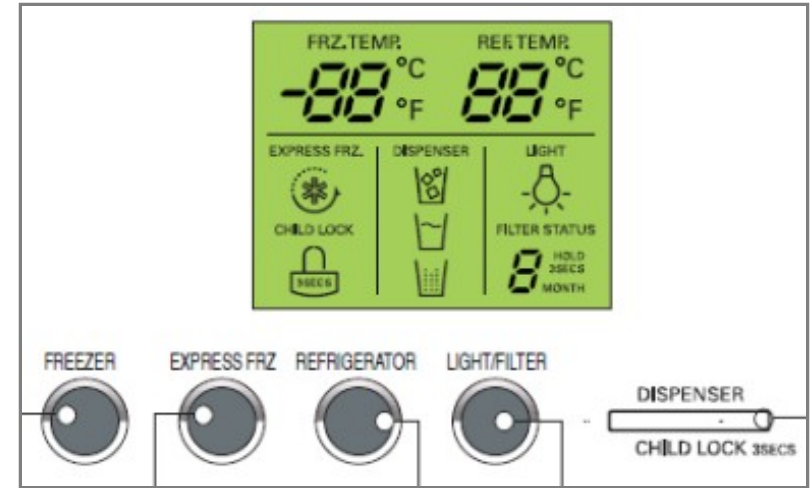 FRZ.TEMP. REF.TEMP.
-88 °C °F 88 °C °F
EXPRESS FRZ. DISPENSER LIGHT
CHILD LOCK FILTER STATUS
3SECS 8 HOLD
3SECS
MONTH
FREEZER EXPRESS FRZ REFRIGERATOR LIGHT/FILTER
DISPENSER
CHILD LOCK 3SECS